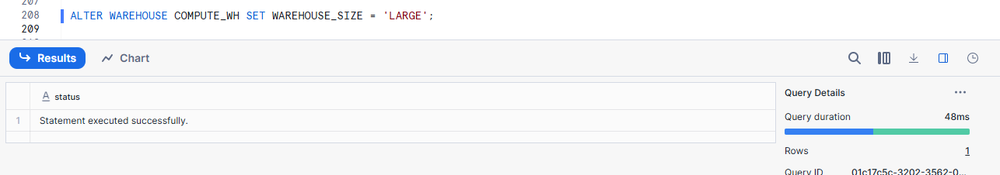 207
208 ALTER WAREHOUSE COMPUTE_WH SET WAREHOUSE_SIZE = 'LARGE';
209
Results Chart
A status
Query Details
1 Statement executed successfully.
Query duration 48ms
Rows 1
Query ID 01c17c5c-3202-3562-0...